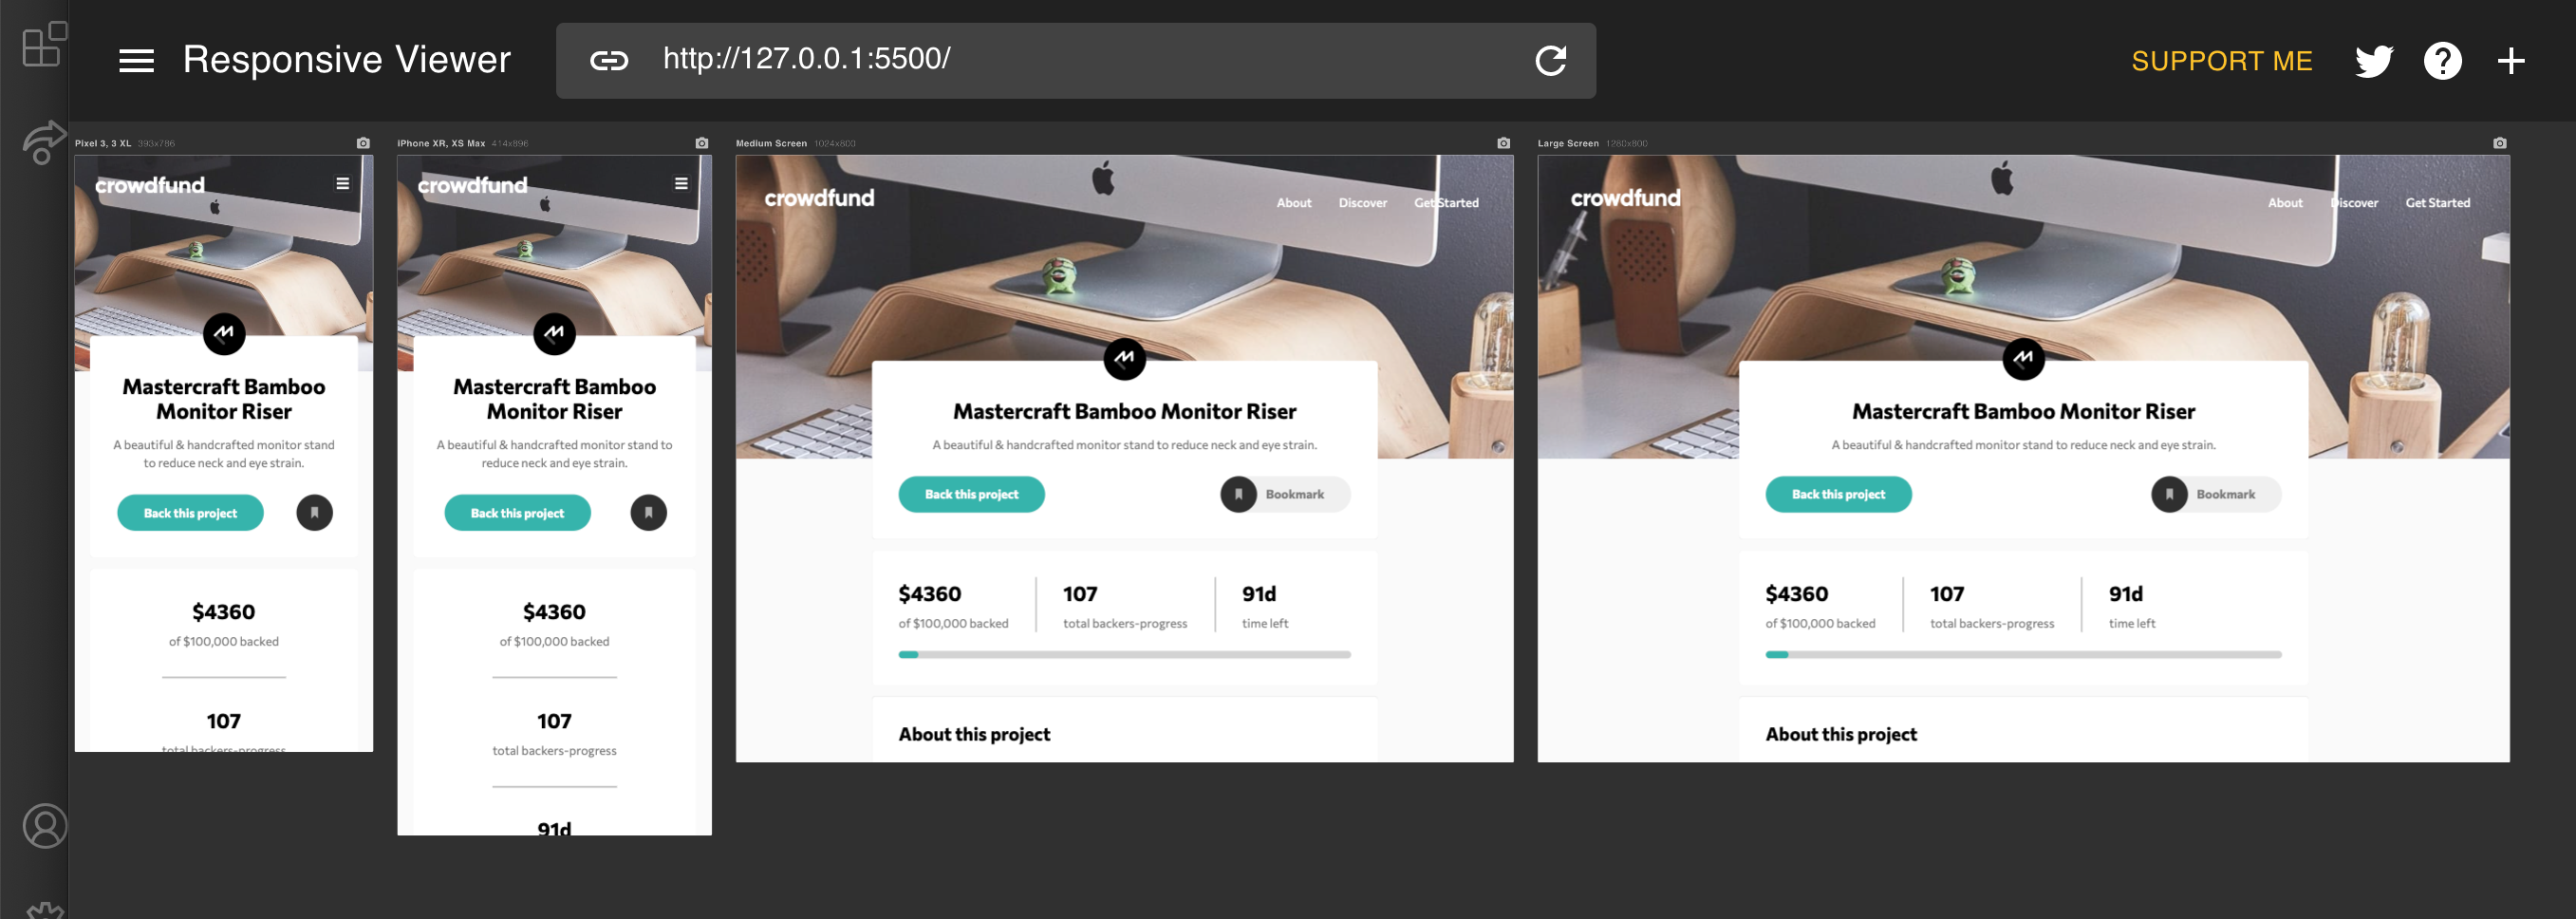 Responsive Viewer
http://127.0.0.1:5500/
SUPPORT ME
Pixel 3, 3 XL 393x786
crowdfund
Mastercraft Bamboo
Monitor Riser
A beautiful & handcrafted monitor stand
to reduce neck and eye strain.
Back this project
$4360
of $100,000 backed
107
total backers-progress
IPhone XR, XS Max 414x896
crowdfund
Mastercraft Bamboo
Monitor Riser
A beautiful & handcrafted monitor stand to
reduce neck and eye strain.
Back this project
$4360
of $100,000 backed
107
total backers-progress
91d
Medium Screen 1024x800
crowdfund
About Discover Get Started
Mastercraft Bamboo Monitor Riser
A beautiful & handcrafted monitor stand to reduce neck and eye strain.
Back this project Bookmark
$4360 107 91d
of $100,000 backed total backers-progress time left
About this project
Large Screen 1280x800
crowdfund
About Discover Get Started
Mastercraft Bamboo Monitor Riser
A beautiful & handcrafted monitor stand to reduce neck and eye strain.
Back this project Bookmark
$4360 107 91d
of $100,000 backed total backers-progress time left
About this project